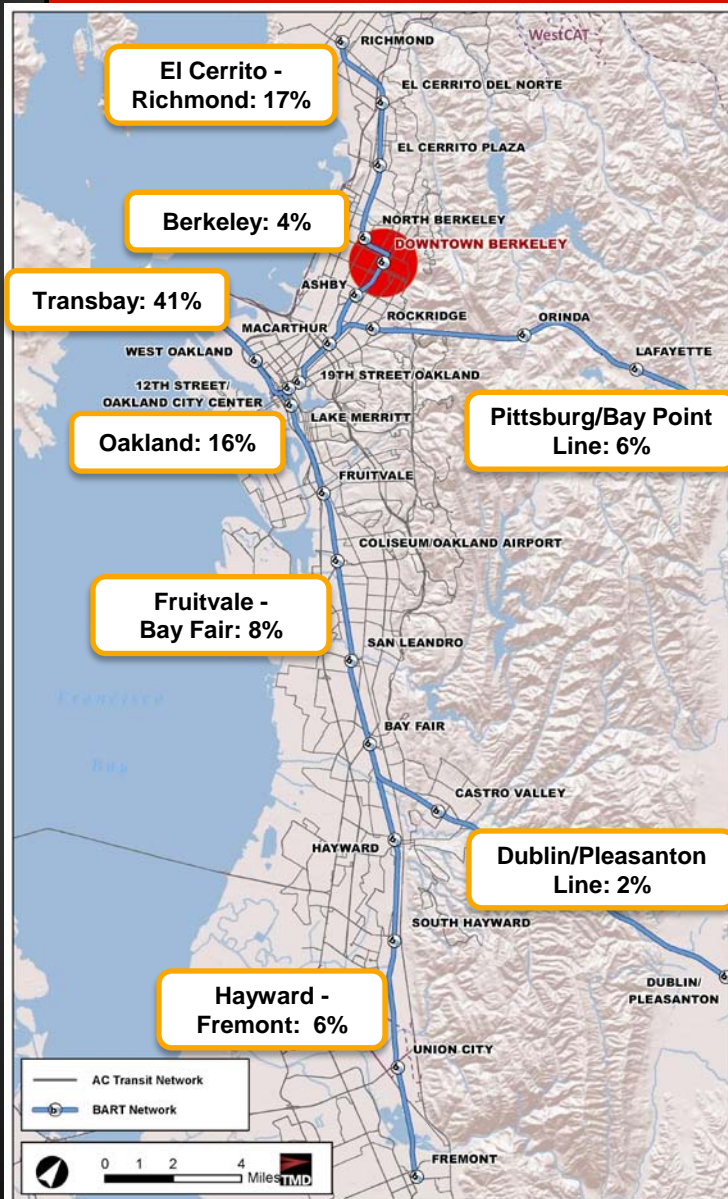 RICHMOND
WestCAT
El Cerrito -
Richmond: 17%
EL CERRITO DEL NORTE
EL CERRITO PLAZA
Berkeley: 4%
NORTH BERKELEY
DOWNTOWN BERKELEY
ASHBY
Transbay: 41%
MACARTHUR
ROCKRIDGE
ORINDA
WEST OAKLAND
LAFAYETTE
19TH STREET/OAKLAND
12TH STREET/
OAKLAND CITY CENTER
LAKE MERRITT
Pittsburg/Bay Point
Line: 6%
Oakland: 16%
FRUITVALE
COLISEUM/OAKLAND AIRPORT
Fruitvale -
Bay Fair: 8%
SAN LEANDRO
Francisco
Bay
BAY FAIR
CASTRO VALLEY
HAYWARD
Dublin/Pleasanton
Line: 2%
SOUTH HAYWARD
DUBLIN/
PLEASANTON
Hayward -
Fremont: 6%
UNION CITY
AC Transit Network
b BART Network
0 1 2 4
Miles TMD
FREMONT